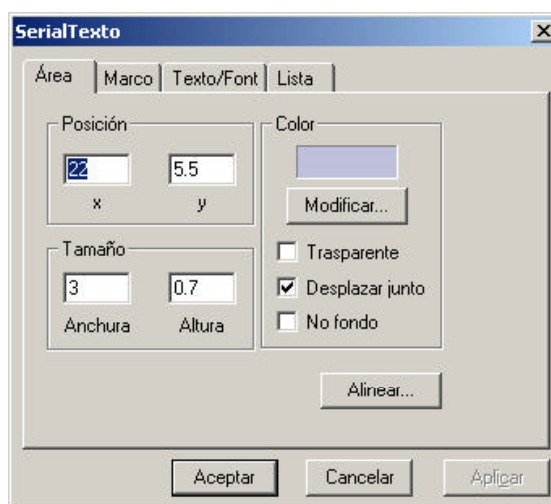 SerialTexto
Área Marco Texto/Font Lista
Posición
22 5.5
x y
Tamaño
3 0.7
Anchura Altura
Color
Modificar...
Trasparente
Desplazar junto
No fondo
Alinear...
Aceptar Cancelar Aplicar